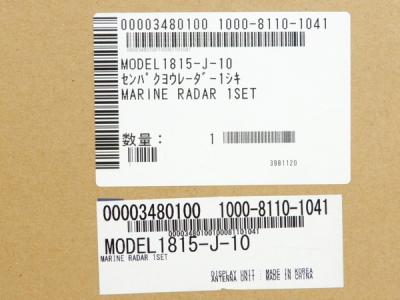 00003480100 1000-8110-1041
MODEL1815-J-10
ｾﾝﾊﾟｸﾖｳﾚｰﾀﾞｰ1ｼｷ
MARINE RADAR 1SET
数量： 1
3981120
00003480100 1000-8110-1041
00003480100100081101041
MODEL1815-J-10
MARINE RADAR 1SET
DISPLAY UNIT : MADE IN KOREA
ANTENNA UNIT : MADE IN CHINA